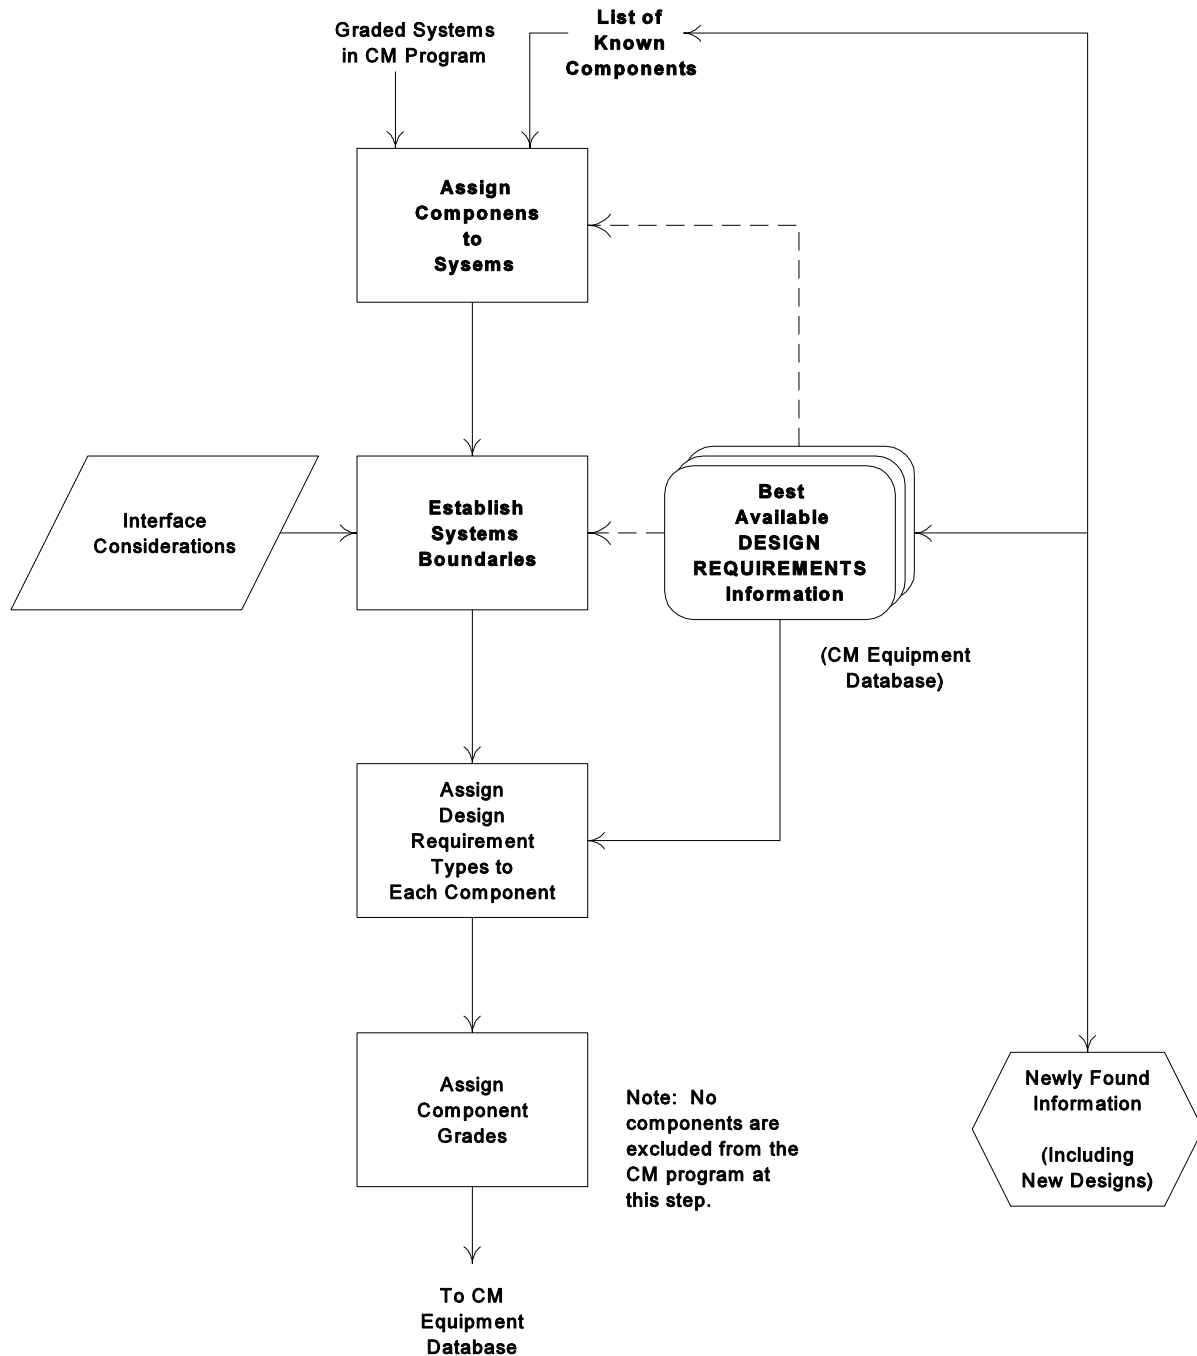 Graded Systems
in CM Program
List of
Known
Components
Assign
Componens
to
Sysems
Interface
Considerations
Establish
Systems
Boundaries
Best
Available
DESIGN
REQUIREMENTS
Information
(CM Equipment
Database)
Assign
Design
Requirement
Types to
Each Component
Assign
Component
Grades
Note: No
components are
excluded from the
CM program at
this step.
Newly Found
Information
(Including
New Designs)
To CM
Equipment
Database